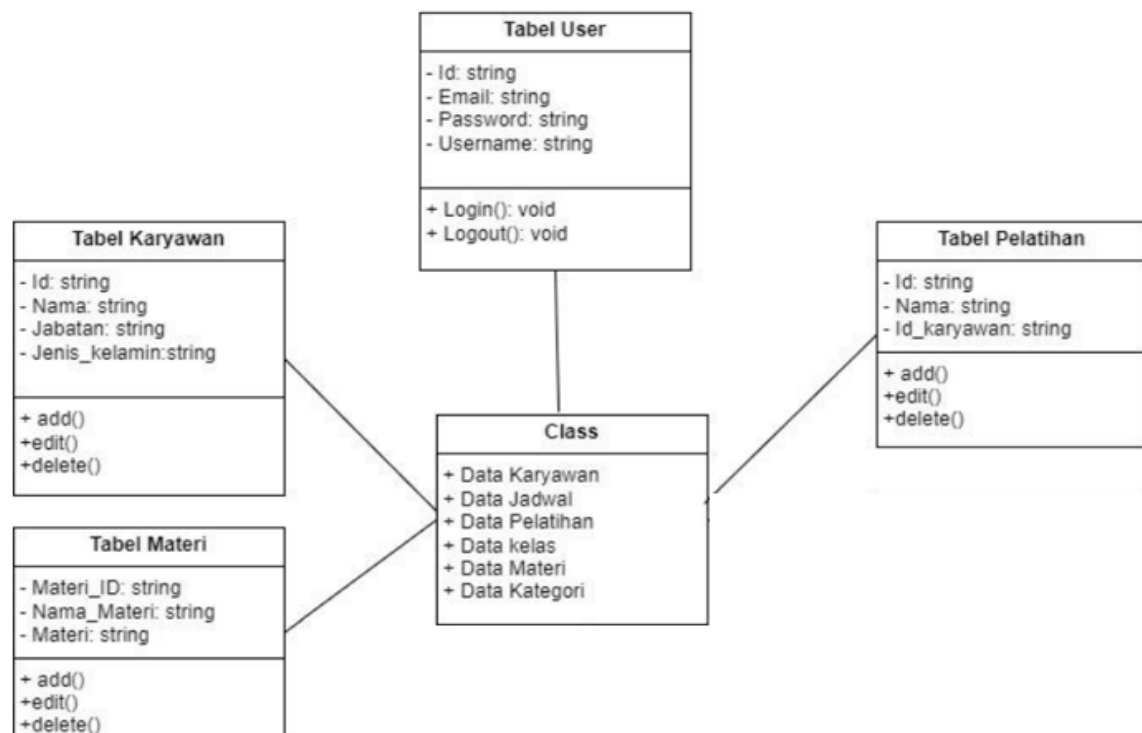 Tabel User
- Id: string
- Email: string
- Password: string
- Username: string
+ Login(): void
+ Logout(): void
Tabel Karyawan
- Id: string
- Nama: string
- Jabatan: string
- Jenis_kelamin:string
+ add()
+edit()
+delete()
Tabel Pelatihan
- Id: string
- Nama: string
- Id_karyawan: string
+ add()
+edit()
+delete()
Class
+ Data Karyawan
+ Data Jadwal
+ Data Pelatihan
+ Data kelas
+ Data Materi
+ Data Kategori
Tabel Materi
- Materi_ID: string
- Nama_Materi: string
- Materi: string
+ add()
+edit()
+delete()